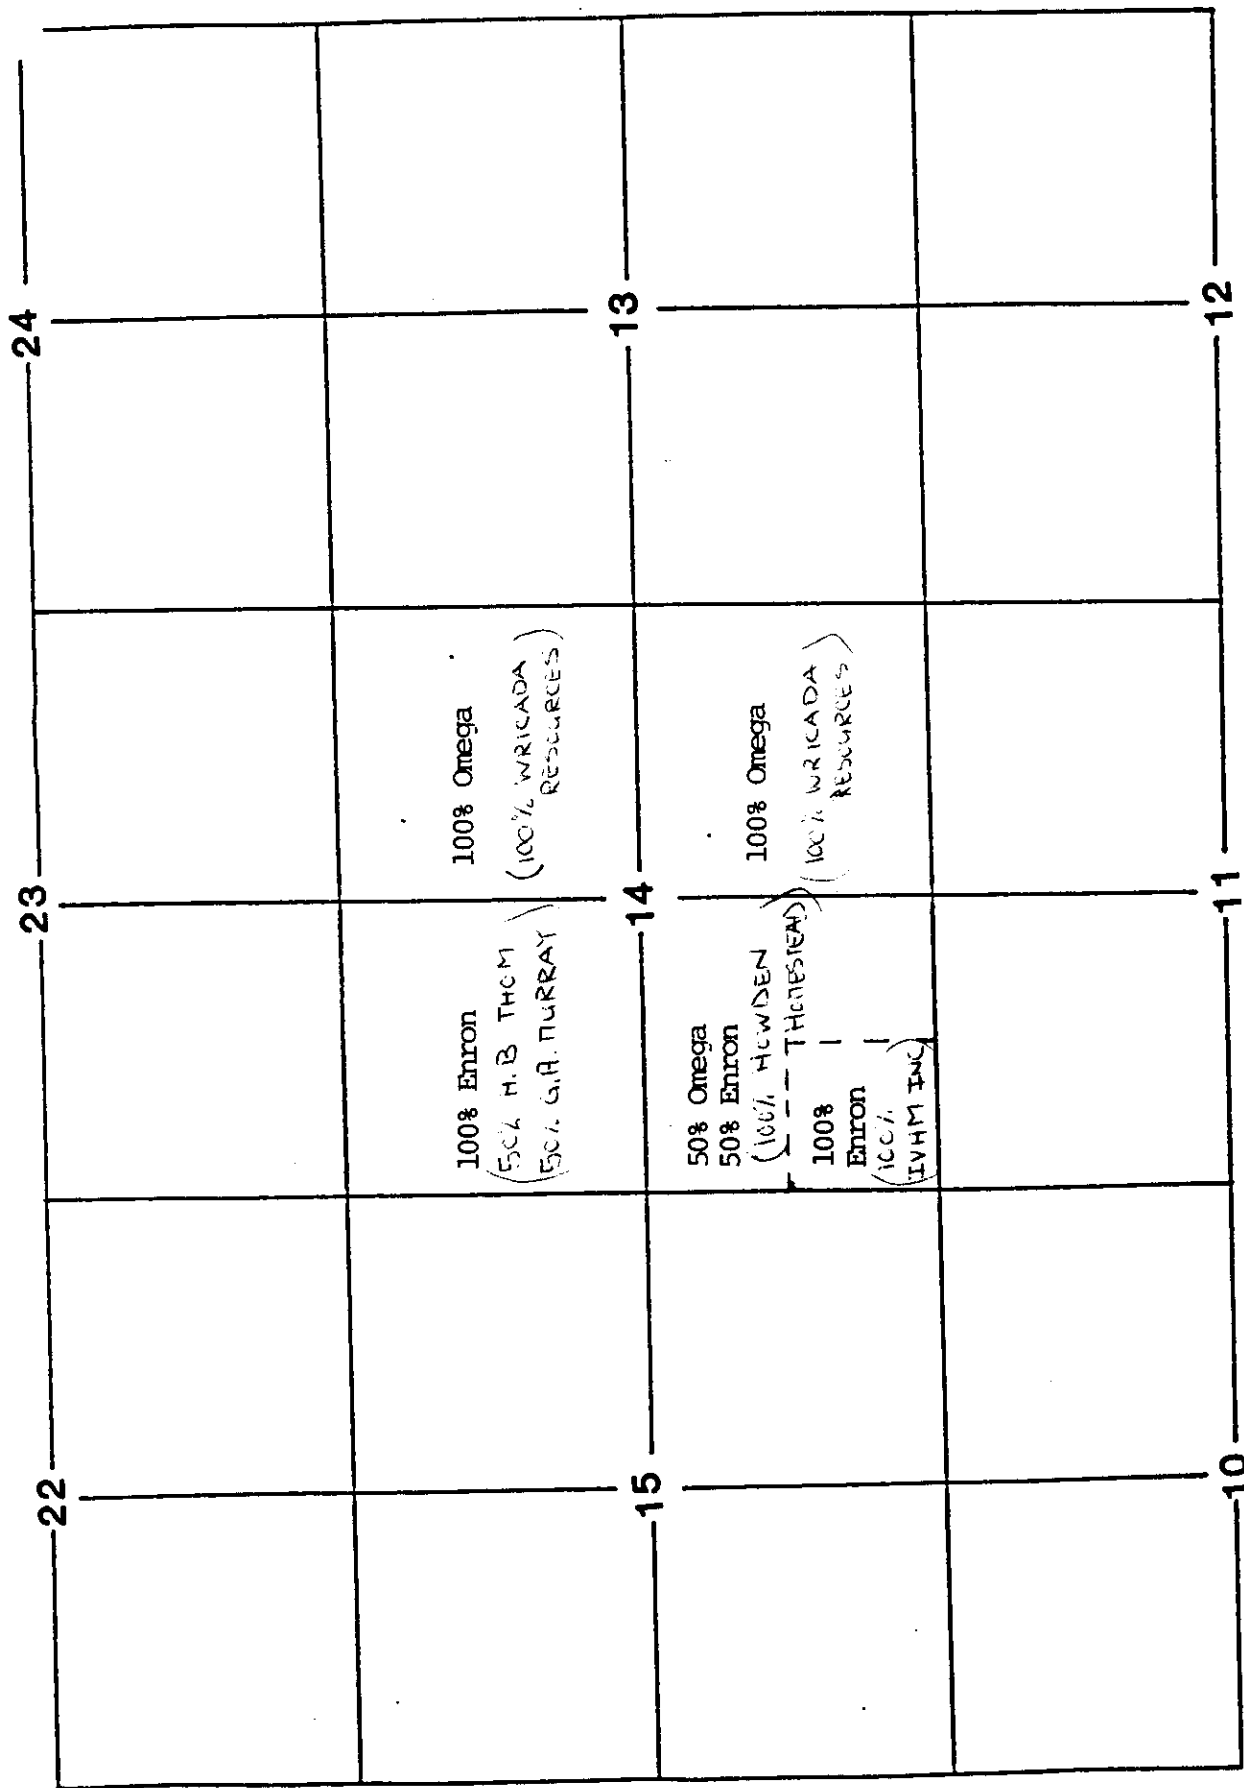 22
23
24
100% Enron
(50% H.B THOM
50% G.A. MURRAY)
100% Omega
(100% WRICADA
RESOURCES)
15
14
13
50% Omega
50% Enron
(100% HOWDEN
THOMESTEAD)
100%
Enron
(100%
IVHM INC)
100% Omega
(100% WRICADA
RESOURCES)
10
11
12